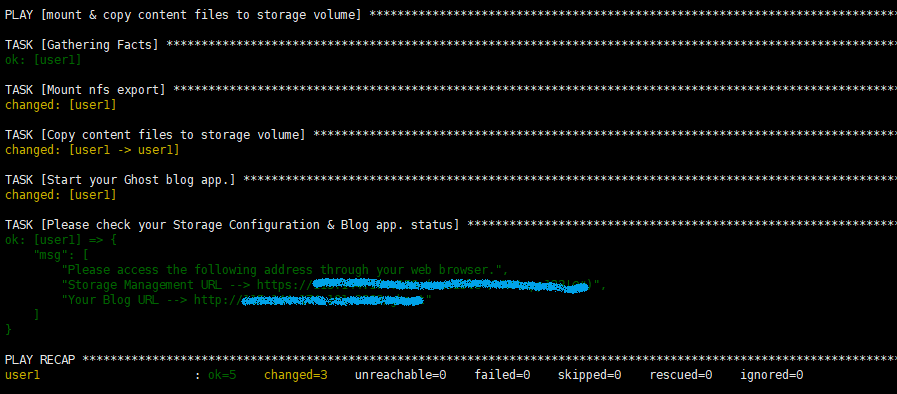 PLAY [mount & copy content files to storage volume] ***************************************************************************
TASK [Gathering Facts] ********************************************************************************************************
ok: [user1]
TASK [Mount nfs export] *******************************************************************************************************
changed: [user1]
TASK [Copy content files to storage volume] ***********************************************************************************
changed: [user1 -> user1]
TASK [Start your Ghost blog app.] *********************************************************************************************
changed: [user1]
TASK [Please check your Storage Configuration & Blog app. status] *************************************************************
ok: [user1] => {
    "msg": [
        "Please access the following address through your web browser.",
        "Storage Management URL --> https://",
        "Your Blog URL --> http://"
    ]
}
PLAY RECAP ********************************************************************************************************************
user1                      : ok=5    changed=3    unreachable=0    failed=0    skipped=0    rescued=0    ignored=0